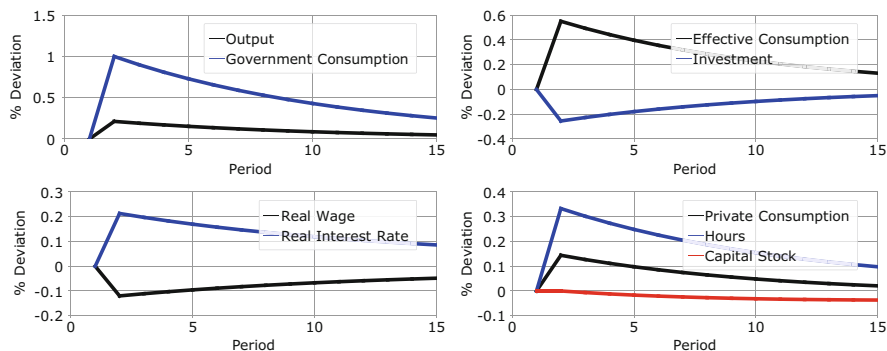 1.5
1
0.5
0
% Deviation
Output
Government Consumption
0 5 10 15
Period
0.6
0.4
0.2
0
-0.2
-0.4
% Deviation
Effective Consumption
Investment
0 5 10 15
Period
0.3
0.2
0.1
0
-0.1
-0.2
% Deviation
Real Wage
Real Interest Rate
0 5 10 15
Period
0.4
0.3
0.2
0.1
0
-0.1
% Deviation
Private Consumption
Hours
Capital Stock
0 5 10 15
Period